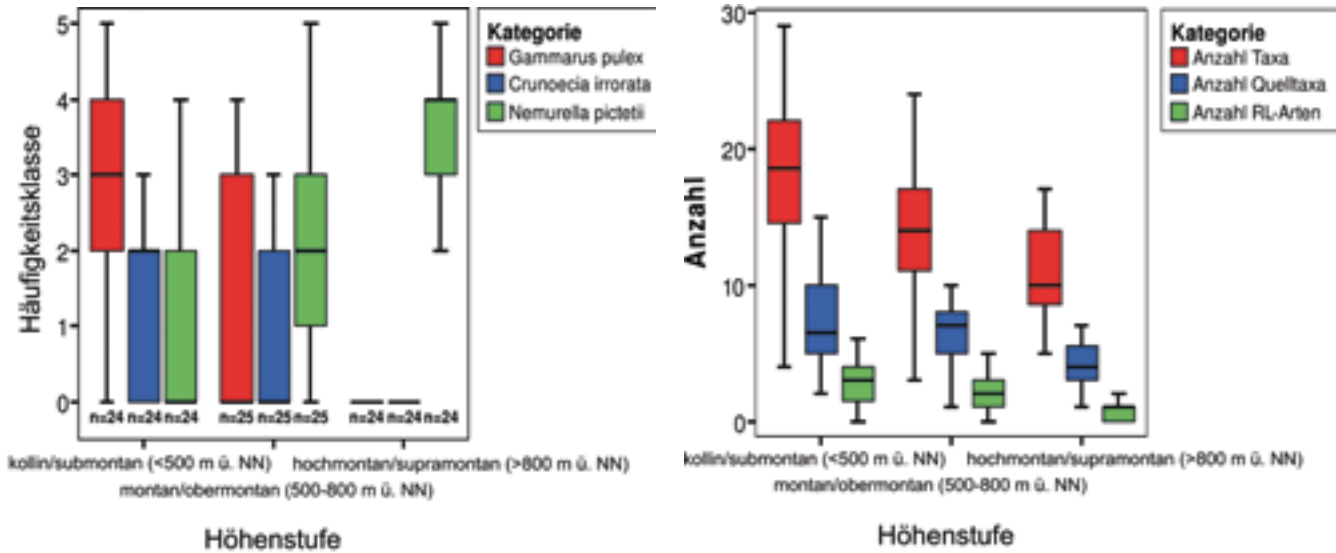 Häufigkeitsklasse
5
4
3
2
1
0
Kategorie
Gammarus pulex
Crunoecia irrorata
Nemurella pictetii
n=24 n=24 n=24 n=25 n=25 n=25 n=24 n=24 n=24
kollin/submontan (<500 m ü. NN) hochmontan/supramontan (>800 m ü. NN)
montan/obermontan (500-800 m ü. NN)
Höhenstufe
Anzahl
30
20
10
0
Kategorie
Anzahl Taxa
Anzahl Quelltaxa
Anzahl RL-Arten
kollin/submontan (<500 m ü. NN) hochmontan/supramontan (>800 m ü. NN)
montan/obermontan (500-800 m ü. NN)
Höhenstufe